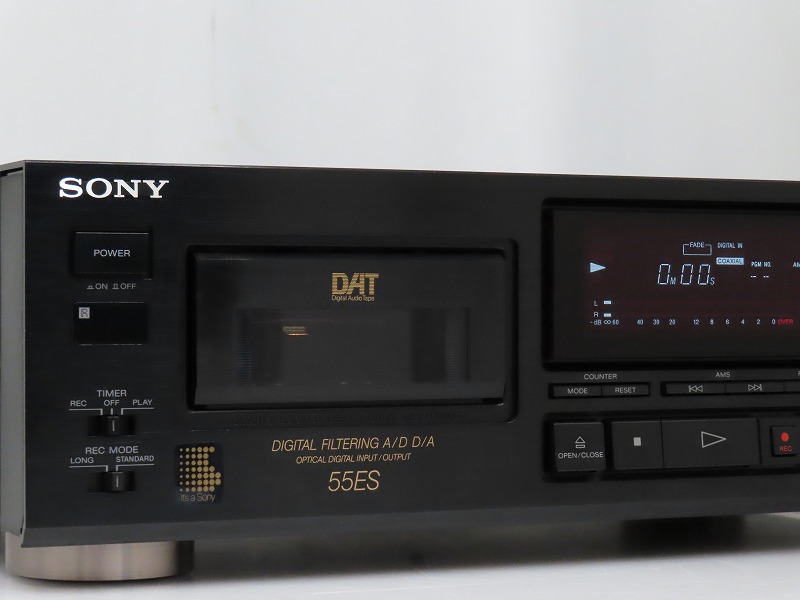 SONY
POWER
ON OFF
R
TIMER
REC OFF PLAY
REC MODE
LONG STANDARD
It's a Sony
DAT
Digital Audio Tape
DIGITAL FILTERING A/D D/A
OPTICAL DIGITAL INPUT/OUTPUT
55ES
FADE DIGITAL IN
COAXIAL PGM NO.
0M 00S -- --
L
R
-dB ∞ 60 40 30 20 12 8 6 4 2 0 OVER
COUNTER
MODE RESET
AMS
OPEN/CLOSE
REC